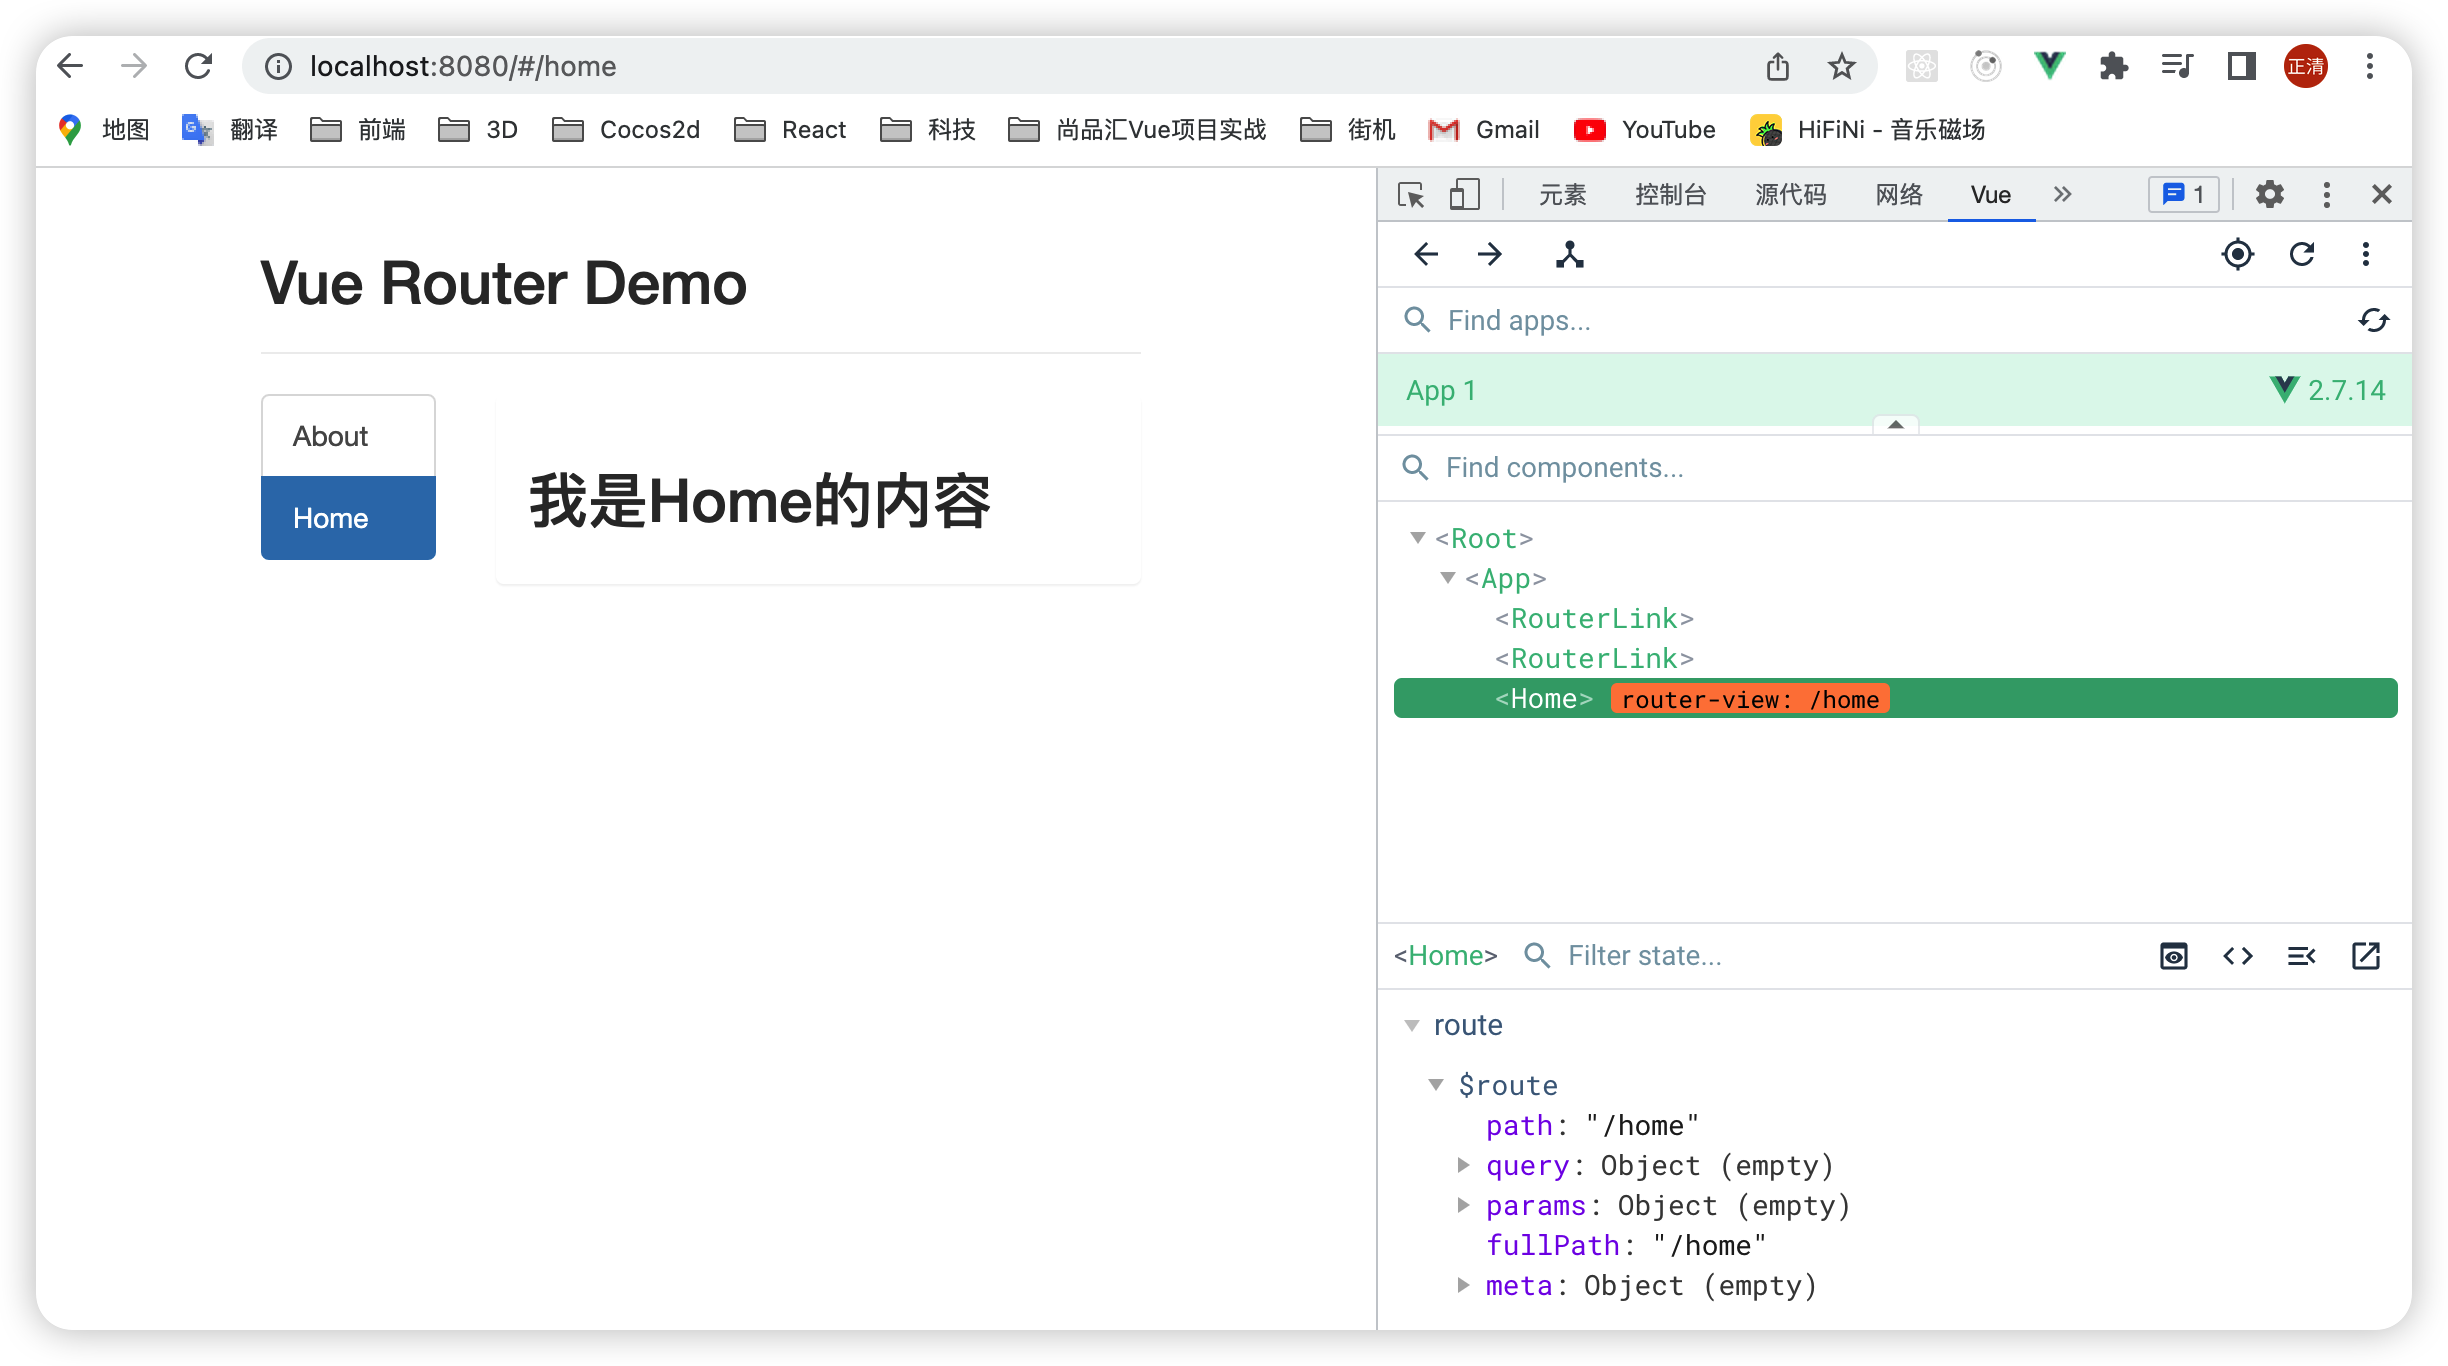 localhost:8080/#/home
正清
地图 翻译 前端 3D Cocos2d React 科技 尚品汇Vue项目实战 街机 Gmail YouTube HiFiNi - 音乐磁场
Vue Router Demo
About
Home
我是Home的内容
元素 控制台 源代码 网络 Vue 1
Find apps...
App 1 2.7.14
Find components...
<Root>
<App>
<RouterLink>
<RouterLink>
<Home> router-view: /home
<Home> Filter state...
route
$route
path: "/home"
query: Object (empty)
params: Object (empty)
fullPath: "/home"
meta: Object (empty)